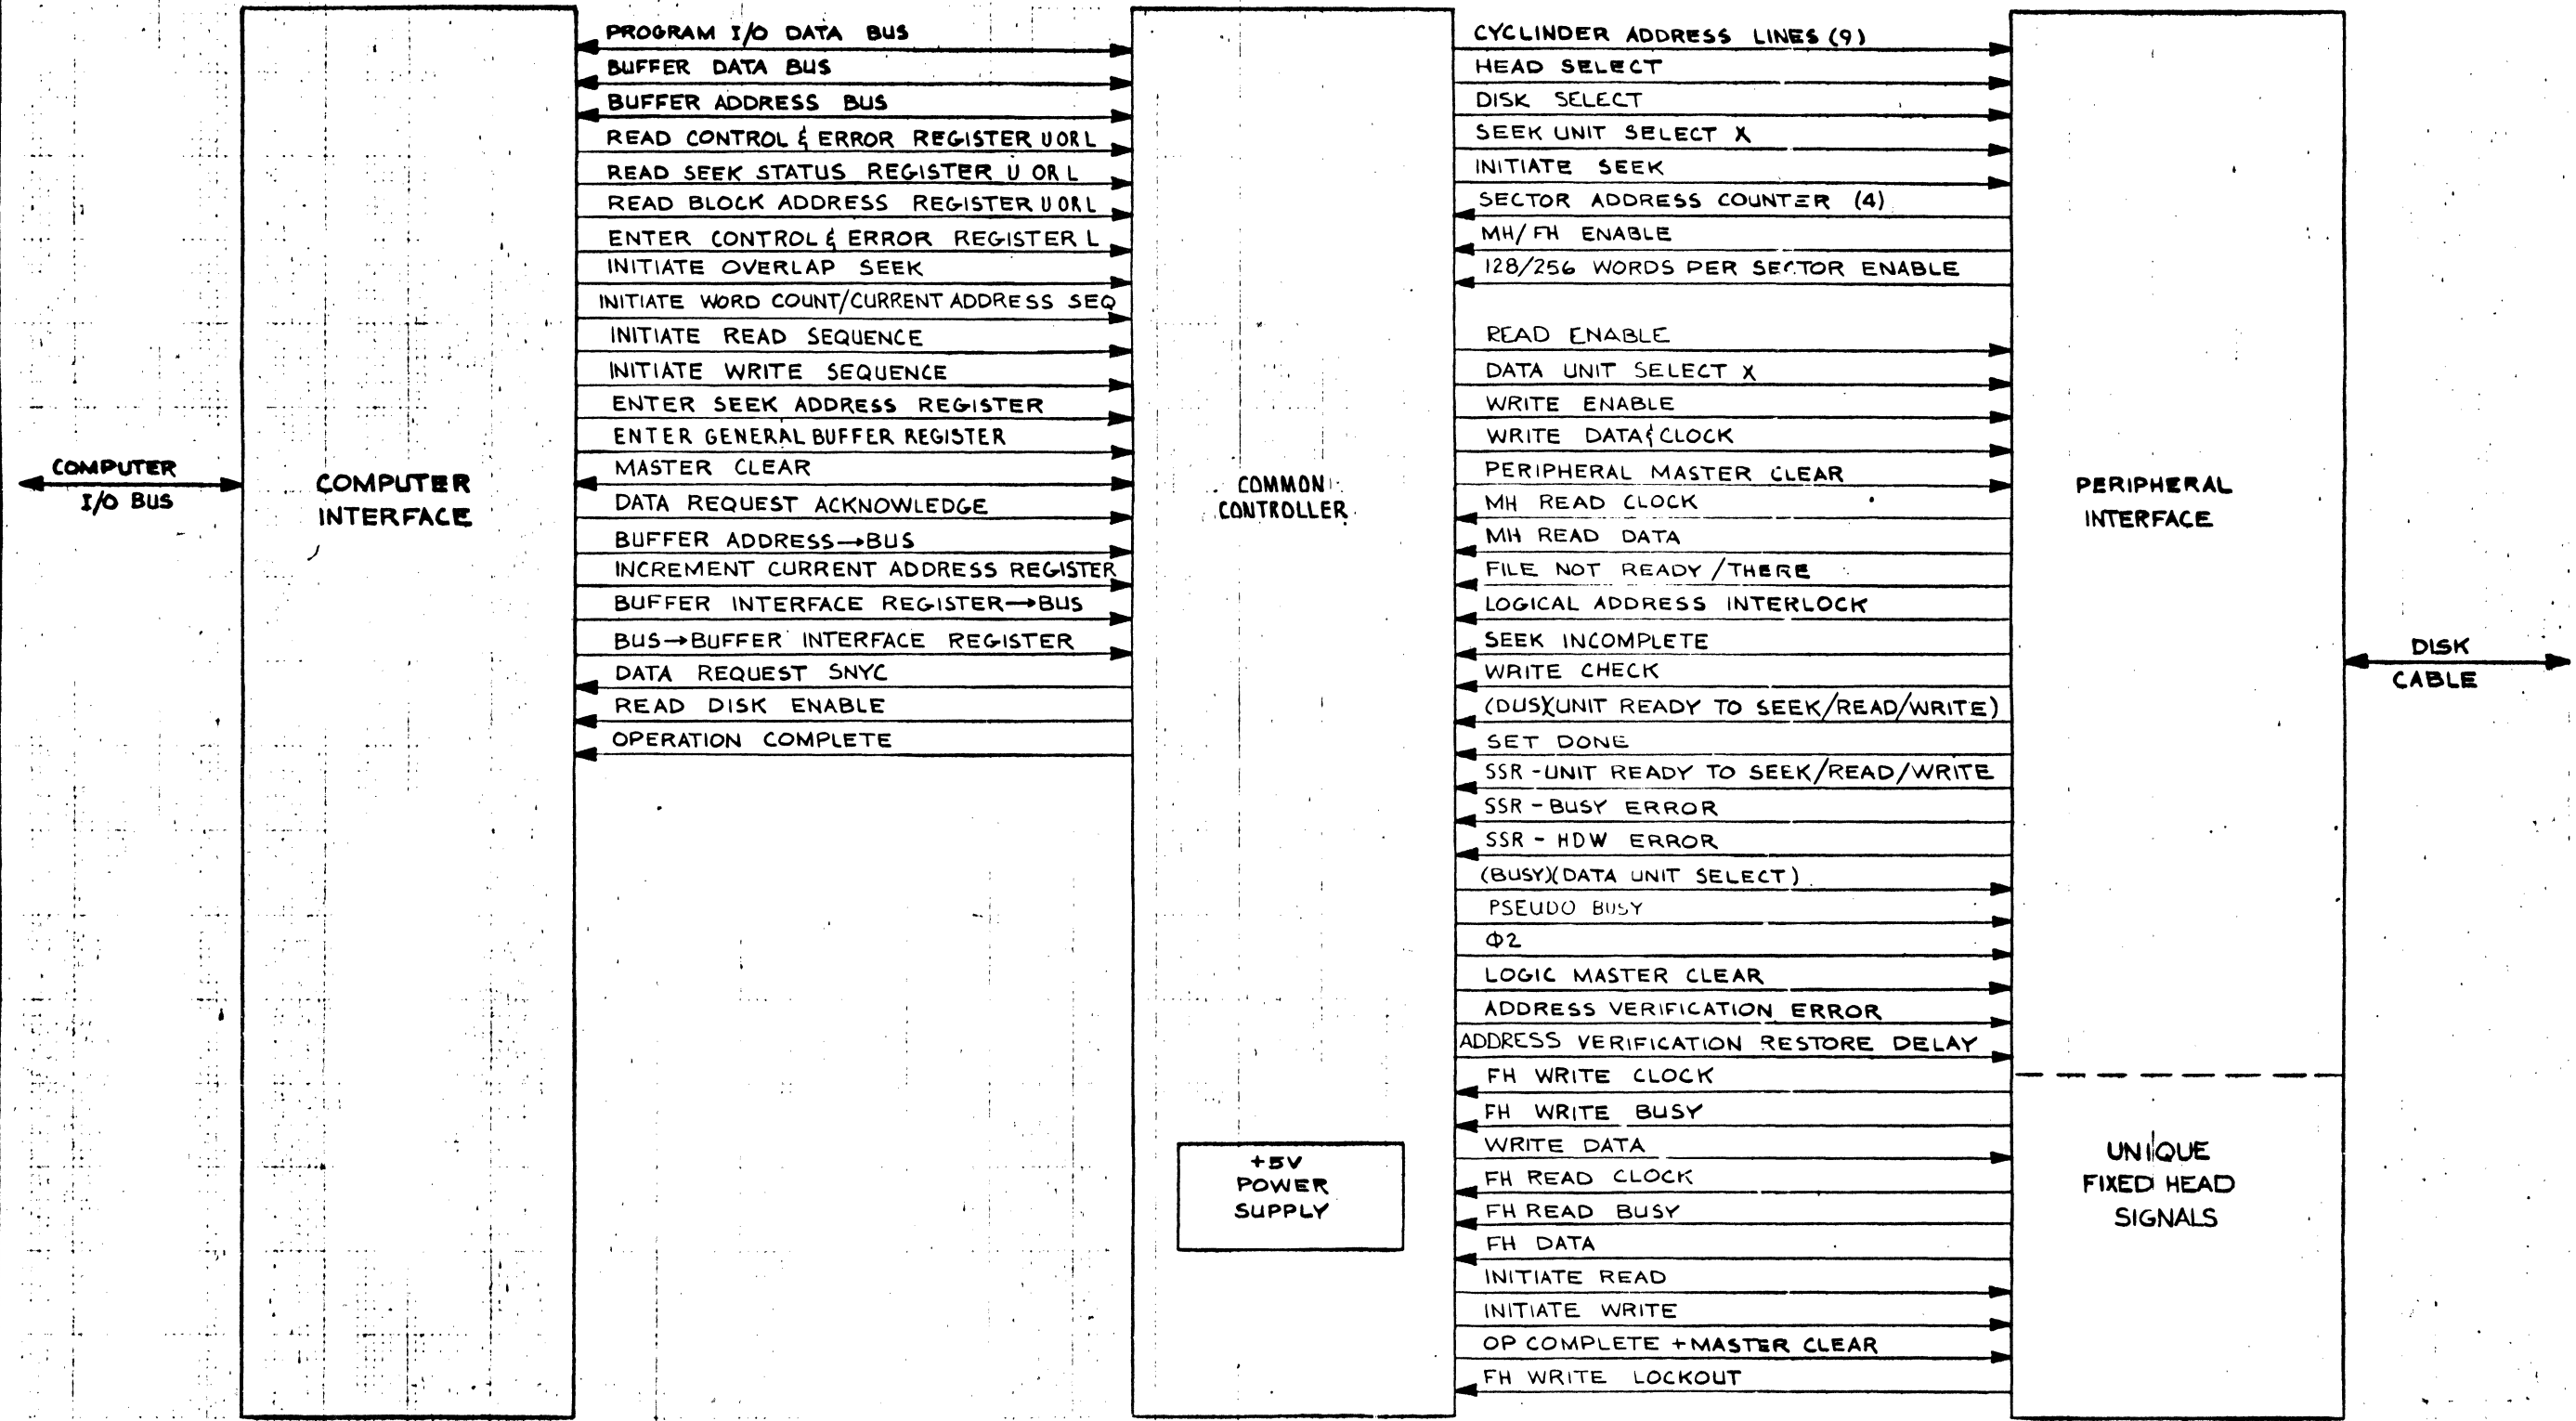 COMPUTER
I/O BUS
COMPUTER
INTERFACE
PROGRAM I/O DATA BUS
BUFFER DATA BUS
BUFFER ADDRESS BUS
READ CONTROL & ERROR REGISTER U OR L
READ SEEK STATUS REGISTER U OR L
READ BLOCK ADDRESS REGISTER U OR L
ENTER CONTROL & ERROR REGISTER L
INITIATE OVERLAP SEEK
INITIATE WORD COUNT/CURRENT ADDRESS SEQ
INITIATE READ SEQUENCE
INITIATE WRITE SEQUENCE
ENTER SEEK ADDRESS REGISTER
ENTER GENERAL BUFFER REGISTER
MASTER CLEAR
DATA REQUEST ACKNOWLEDGE
BUFFER ADDRESS→BUS
INCREMENT CURRENT ADDRESS REGISTER
BUFFER INTERFACE REGISTER→BUS
BUS→BUFFER INTERFACE REGISTER
DATA REQUEST SNYC
READ DISK ENABLE
OPERATION COMPLETE
COMMON
CONTROLLER
+5V
POWER
SUPPLY
CYCLINDER ADDRESS LINES (9)
HEAD SELECT
DISK SELECT
SEEK UNIT SELECT X
INITIATE SEEK
SECTOR ADDRESS COUNTER (4)
MH/FH ENABLE
128/256 WORDS PER SECTOR ENABLE
READ ENABLE
DATA UNIT SELECT X
WRITE ENABLE
WRITE DATA & CLOCK
PERIPHERAL MASTER CLEAR
MH READ CLOCK
MH READ DATA
FILE NOT READY/THERE
LOGICAL ADDRESS INTERLOCK
SEEK INCOMPLETE
WRITE CHECK
(DUS)(UNIT READY TO SEEK/READ/WRITE)
SET DONE
SSR-UNIT READY TO SEEK/READ/WRITE
SSR-BUSY ERROR
SSR-HDW ERROR
(BUSY)(DATA UNIT SELECT)
PSEUDO BUSY
Φ2
LOGIC MASTER CLEAR
ADDRESS VERIFICATION ERROR
ADDRESS VERIFICATION RESTORE DELAY
FH WRITE CLOCK
FH WRITE BUSY
WRITE DATA
FH READ CLOCK
FH READ BUSY
FH DATA
INITIATE READ
INITIATE WRITE
OP COMPLETE + MASTER CLEAR
FH WRITE LOCKOUT
PERIPHERAL
INTERFACE
UNIQUE
FIXED HEAD
SIGNALS
DISK
CABLE